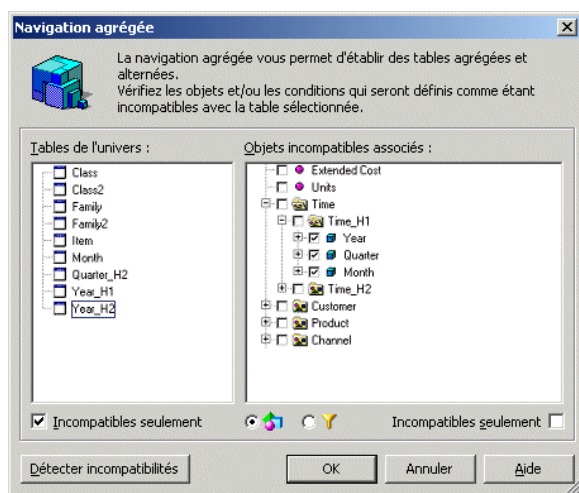 Navigation agrégée
La navigation agrégée vous permet d'établir des tables agrégées et
alternées.
Vérifiez les objets et/ou les conditions qui seront définis comme étant
incompatibles avec la table sélectionnée.
Tables de l'univers :
Class
Class2
Family
Family2
Item
Month
Quarter_H2
Year_H1
Year_H2
Objets incompatibles associés :
Extended Cost
Units
Time
Time_H1
Year
Quater
Month
Time_H2
Customer
Product
Channel
Incompatibles seulement
Incompatibles seulement
Détecter incompatibilités
OK
Annuler
Aide